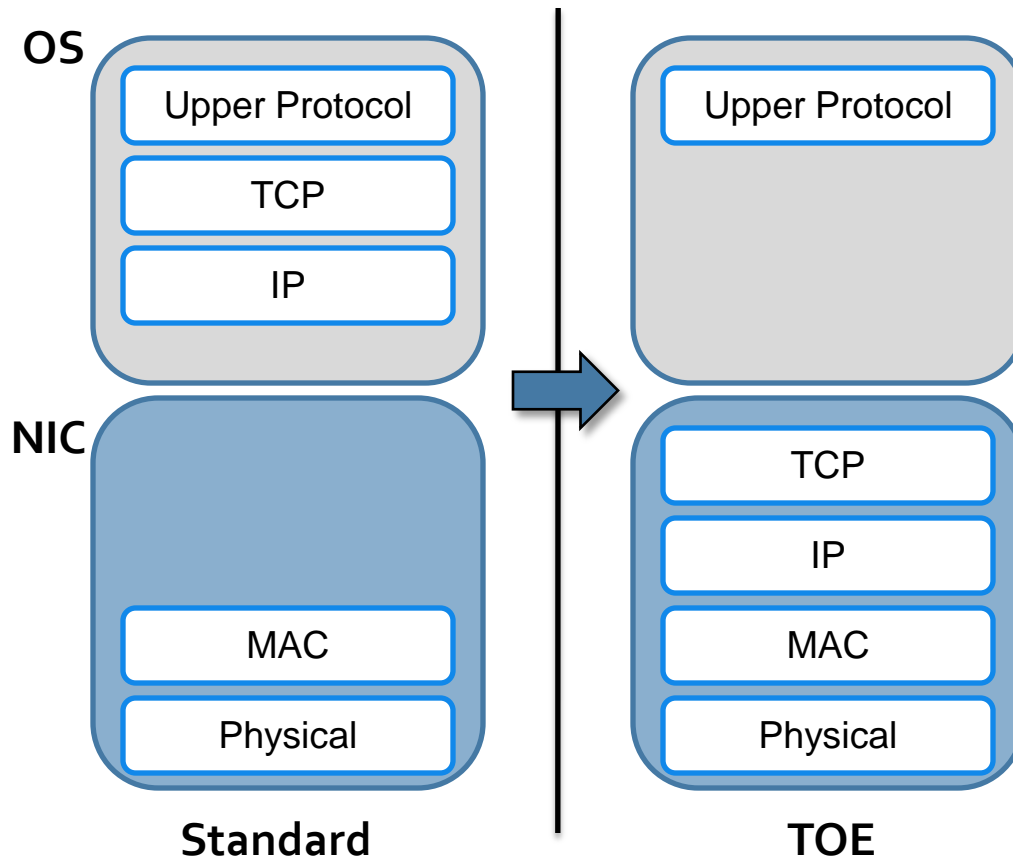 OS
Upper Protocol
TCP
IP
NIC
MAC
Physical
Standard
Upper Protocol
TCP
IP
MAC
Physical
TOE